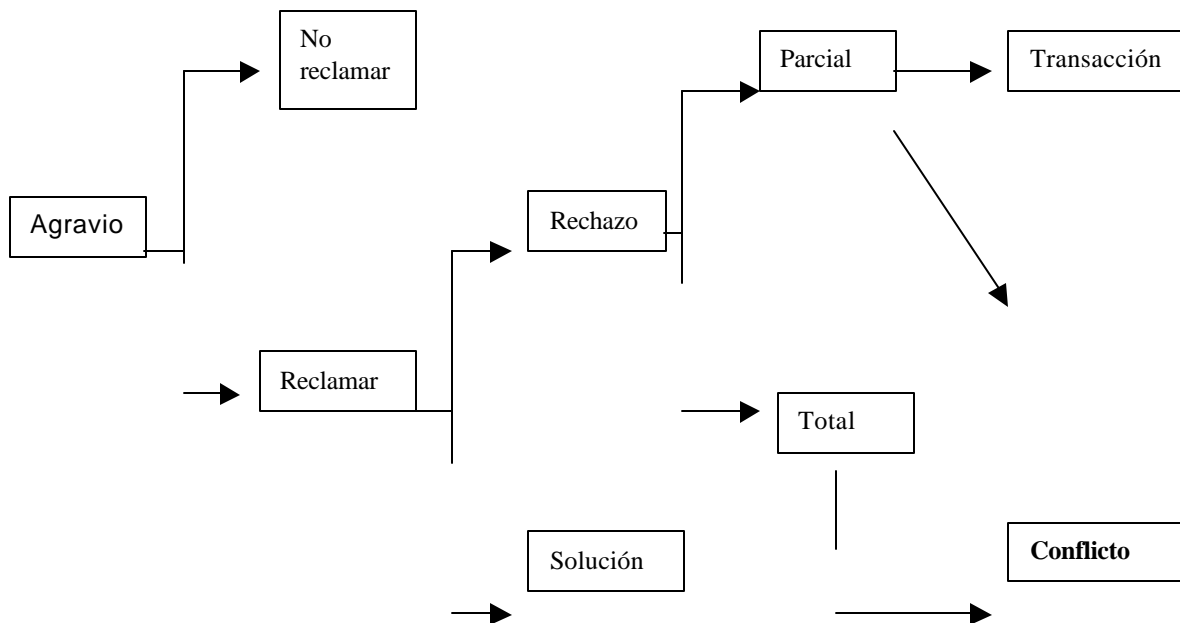 No
reclamar
Parcial
Transacción
Agravio
Rechazo
Reclamar
Total
Solución
Conflicto